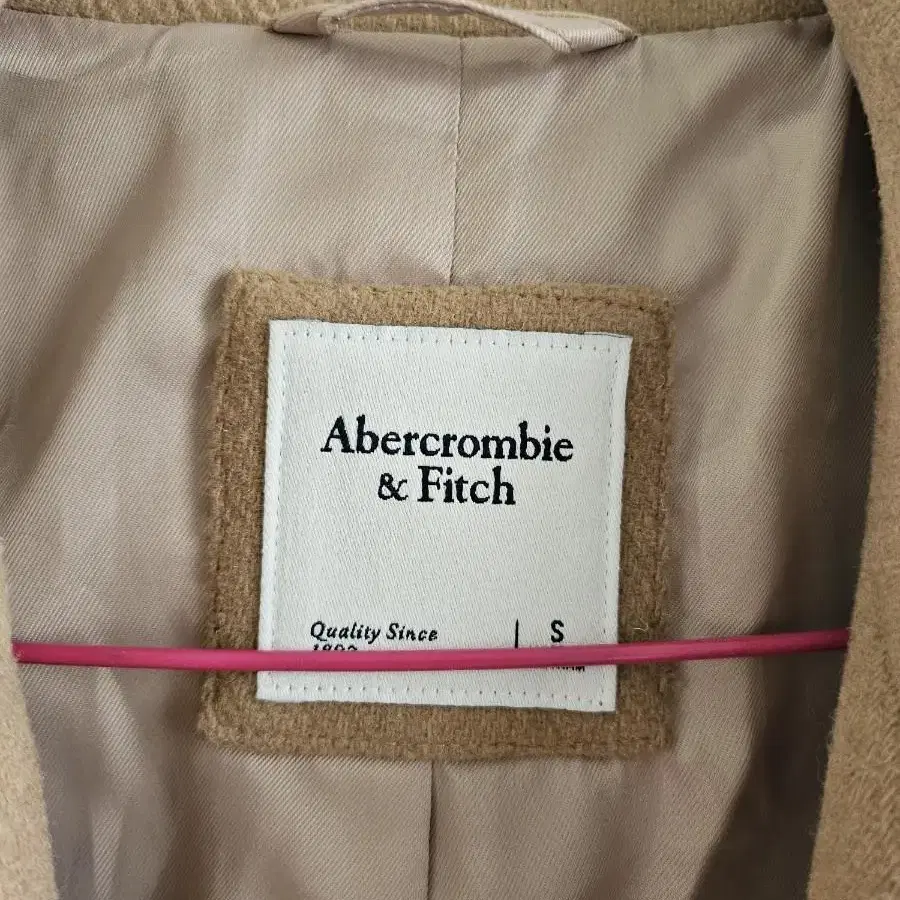 Abercrombie
& Fitch
Quality Since
S